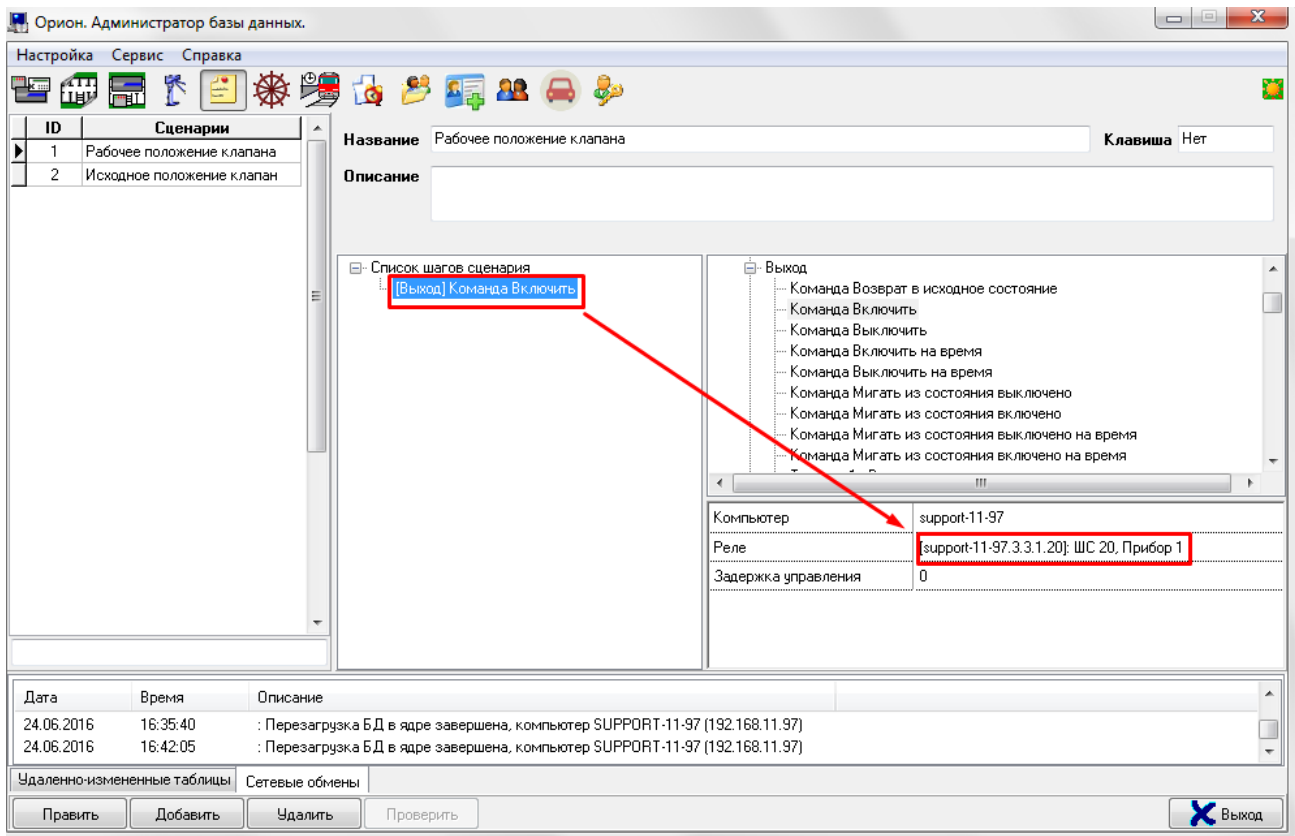 Орион. Администратор базы данных.
Настройка Сервис Справка
ID Сценарии
1 Рабочее положение клапана
2 Исходное положение клапан
Название Рабочее положение клапана Клавиша Нет
Описание
Список шагов сценария
[Выход] Команда Включить
Выход
Команда Возврат в исходное состояние
Команда Включить
Команда Выключить
Команда Включить на время
Команда Выключить на время
Команда Мигать из состояния выключено
Команда Мигать из состояния включено
Команда Мигать из состояния выключено на время
Команда Мигать из состояния включено на время
Компьютер support-11-97
Реле [support-11-97.3.3.1.20]: ШС 20, Прибор 1
Задержка управления 0
Дата Время Описание
24.06.2016 16:35:40 : Перезагрузка БД в ядре завершена, компьютер SUPPORT-11-97 (192.168.11.97)
24.06.2016 16:42:05 : Перезагрузка БД в ядре завершена, компьютер SUPPORT-11-97 (192.168.11.97)
Удаленно-измененные таблицы Сетевые обмены
Править Добавить Удалить Проверить Выход